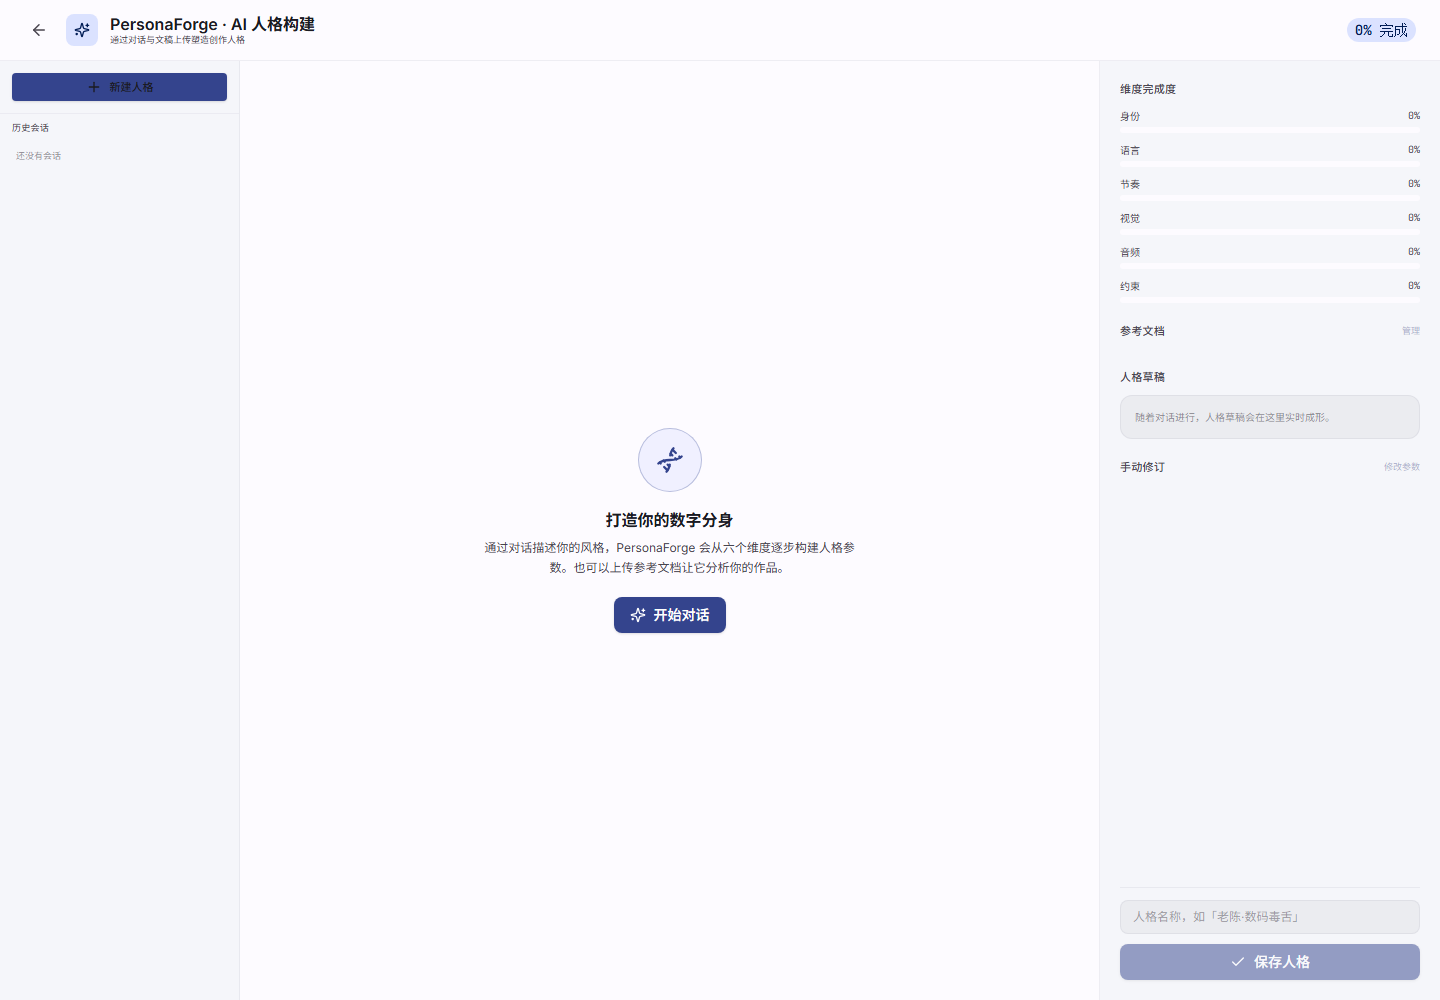 PersonaForge · AI 人格构建
通过对话与文稿上传塑造创作人格
0% 完成
新建人格
历史会话
还没有会话
打造你的数字分身
通过对话描述你的风格，PersonaForge 会从六个维度逐步构建人格参
数。也可以上传参考文档让它分析你的作品。
开始对话
维度完成度
身份 0%
语言 0%
节奏 0%
视觉 0%
音频 0%
约束 0%
参考文档 管理
人格草稿
随着对话进行，人格草稿会在这里实时成形。
手动修订 修改参数
人格名称，如「老陈·数码毒舌」
保存人格